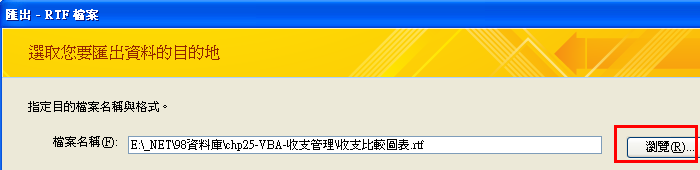 匯出 - RTF 檔案
選取您要匯出資料的目的地
指定目的檔案名稱與格式。
檔案名稱(F): E:\_NET\98資料庫\chp25-VBA-收支管理\收支比較圖表.rtf 瀏覽(R)...